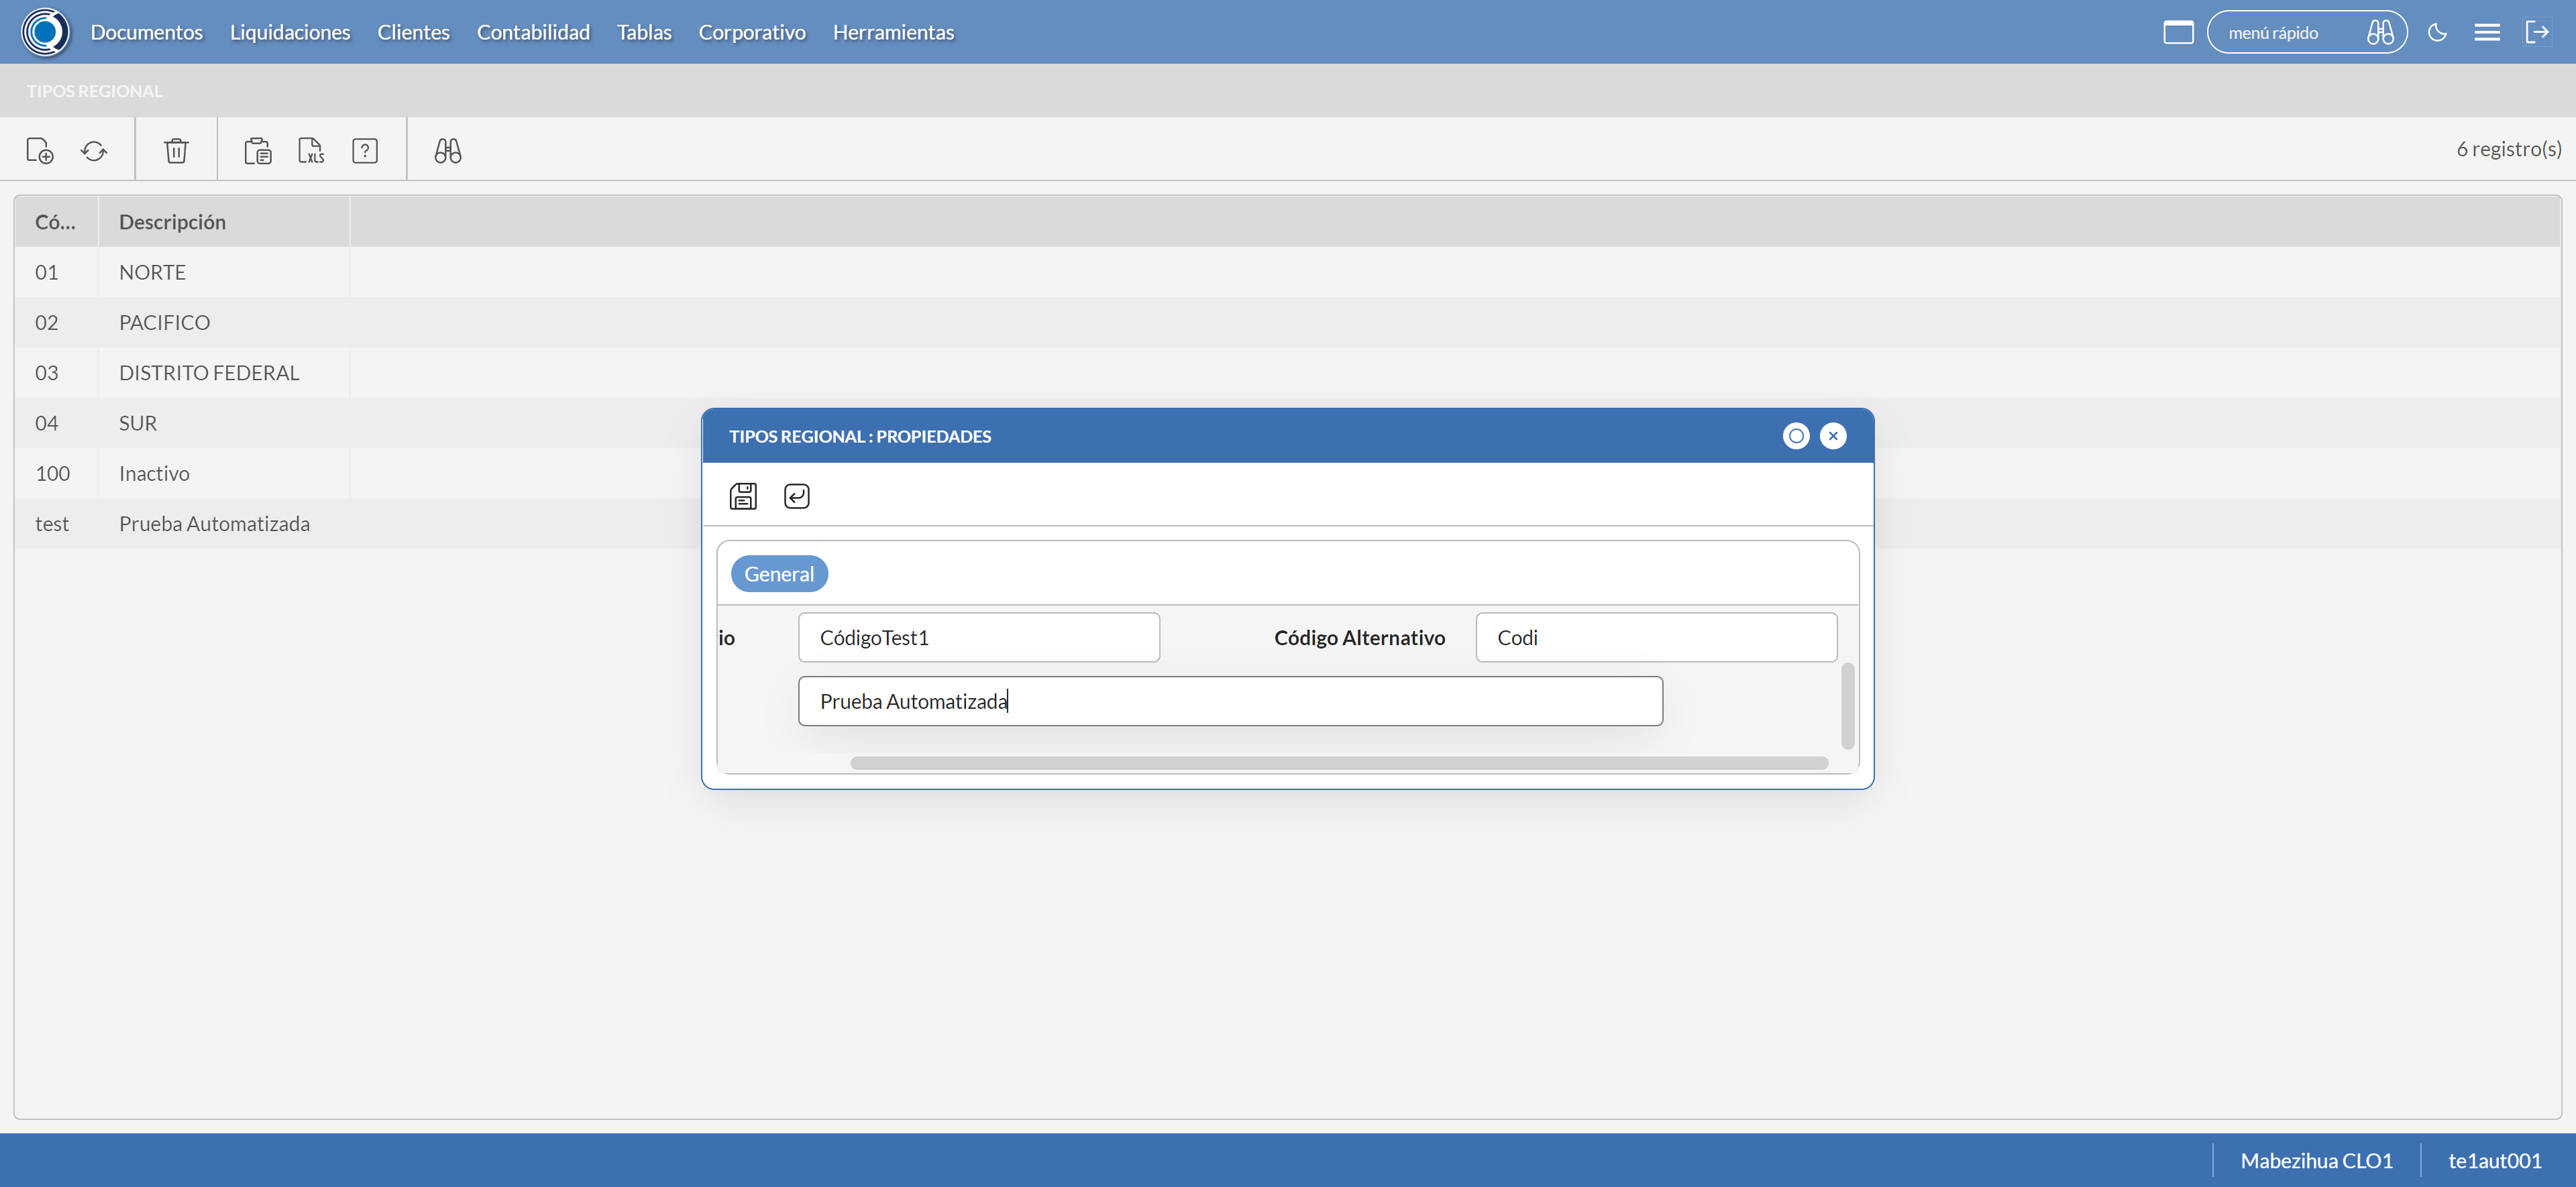 Documentos Liquidaciones Clientes Contabilidad Tablas Corporativo Herramientas menú rápido
TIPOS REGIONAL
XLS ? 6 registro(s)
Có... Descripción
01 NORTE
02 PACIFICO
03 DISTRITO FEDERAL
04 SUR
100 Inactivo
test Prueba Automatizada
TIPOS REGIONAL : PROPIEDADES
General
io CódigoTest1 Código Alternativo Codi
Prueba Automatizada
Mabezihua CLO1 te1aut001